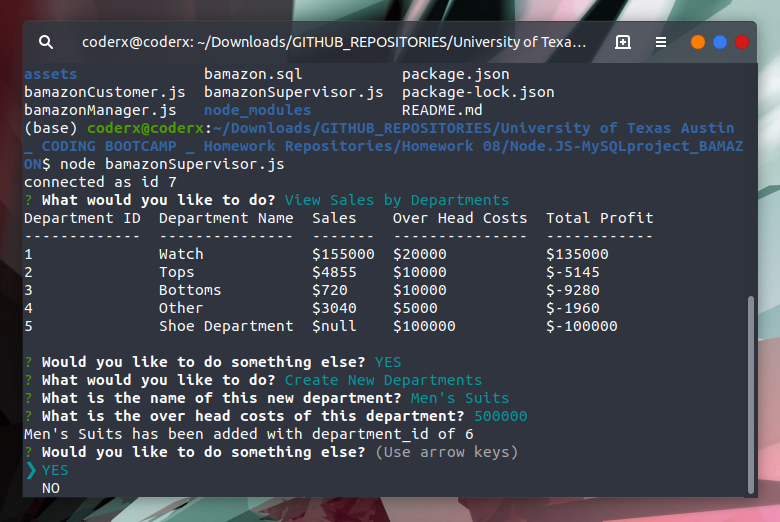 coderx@coderx: ~/Downloads/GITHUB_REPOSITORIES/University of Texa...
assets bamazon.sql package.json
bamazonCustomer.js bamazonSupervisor.js package-lock.json
bamazonManager.js node_modules README.md
(base) coderx@coderx:~/Downloads/GITHUB_REPOSITORIES/University of Texas Austin
_ CODING BOOTCAMP _ Homework Repositories/Homework 08/Node.JS-MySQLproject_BAMAZ
ON$ node bamazonSupervisor.js
connected as id 7
? What would you like to do? View Sales by Departments
Department ID Department Name Sales Over Head Costs Total Profit
------------- --------------- ------- --------------- ------------
1 Watch $155000 $20000 $135000
2 Tops $4855 $10000 $-5145
3 Bottoms $720 $10000 $-9280
4 Other $3040 $5000 $-1960
5 Shoe Department $null $100000 $-100000
? Would you like to do something else? YES
? What would you like to do? Create New Departments
? What is the name of this new department? Men's Suits
? What is the over head costs of this department? 500000
Men's Suits has been added with department_id of 6
? Would you like to do something else? (Use arrow keys)
❯ YES
NO